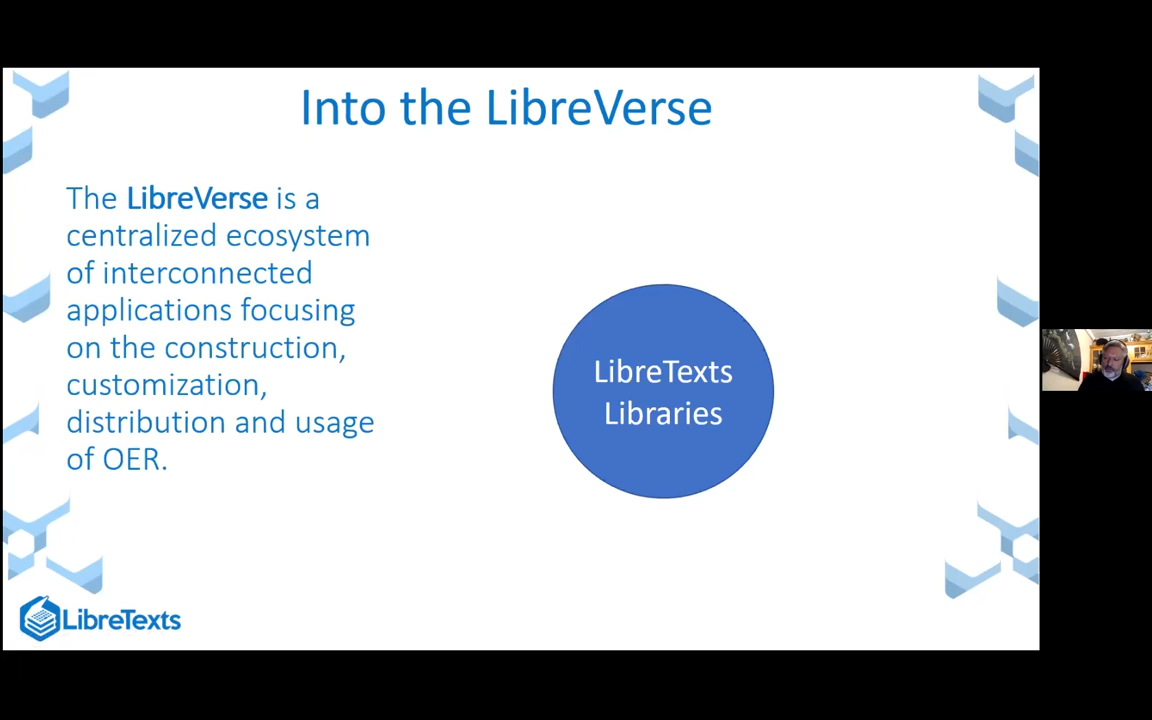 Into the LibreVerse
The LibreVerse is a
centralized ecosystem
of interconnected
applications focusing
on the construction,
customization,
distribution and usage
of OER.
LibreTexts
Libraries
LibreTexts